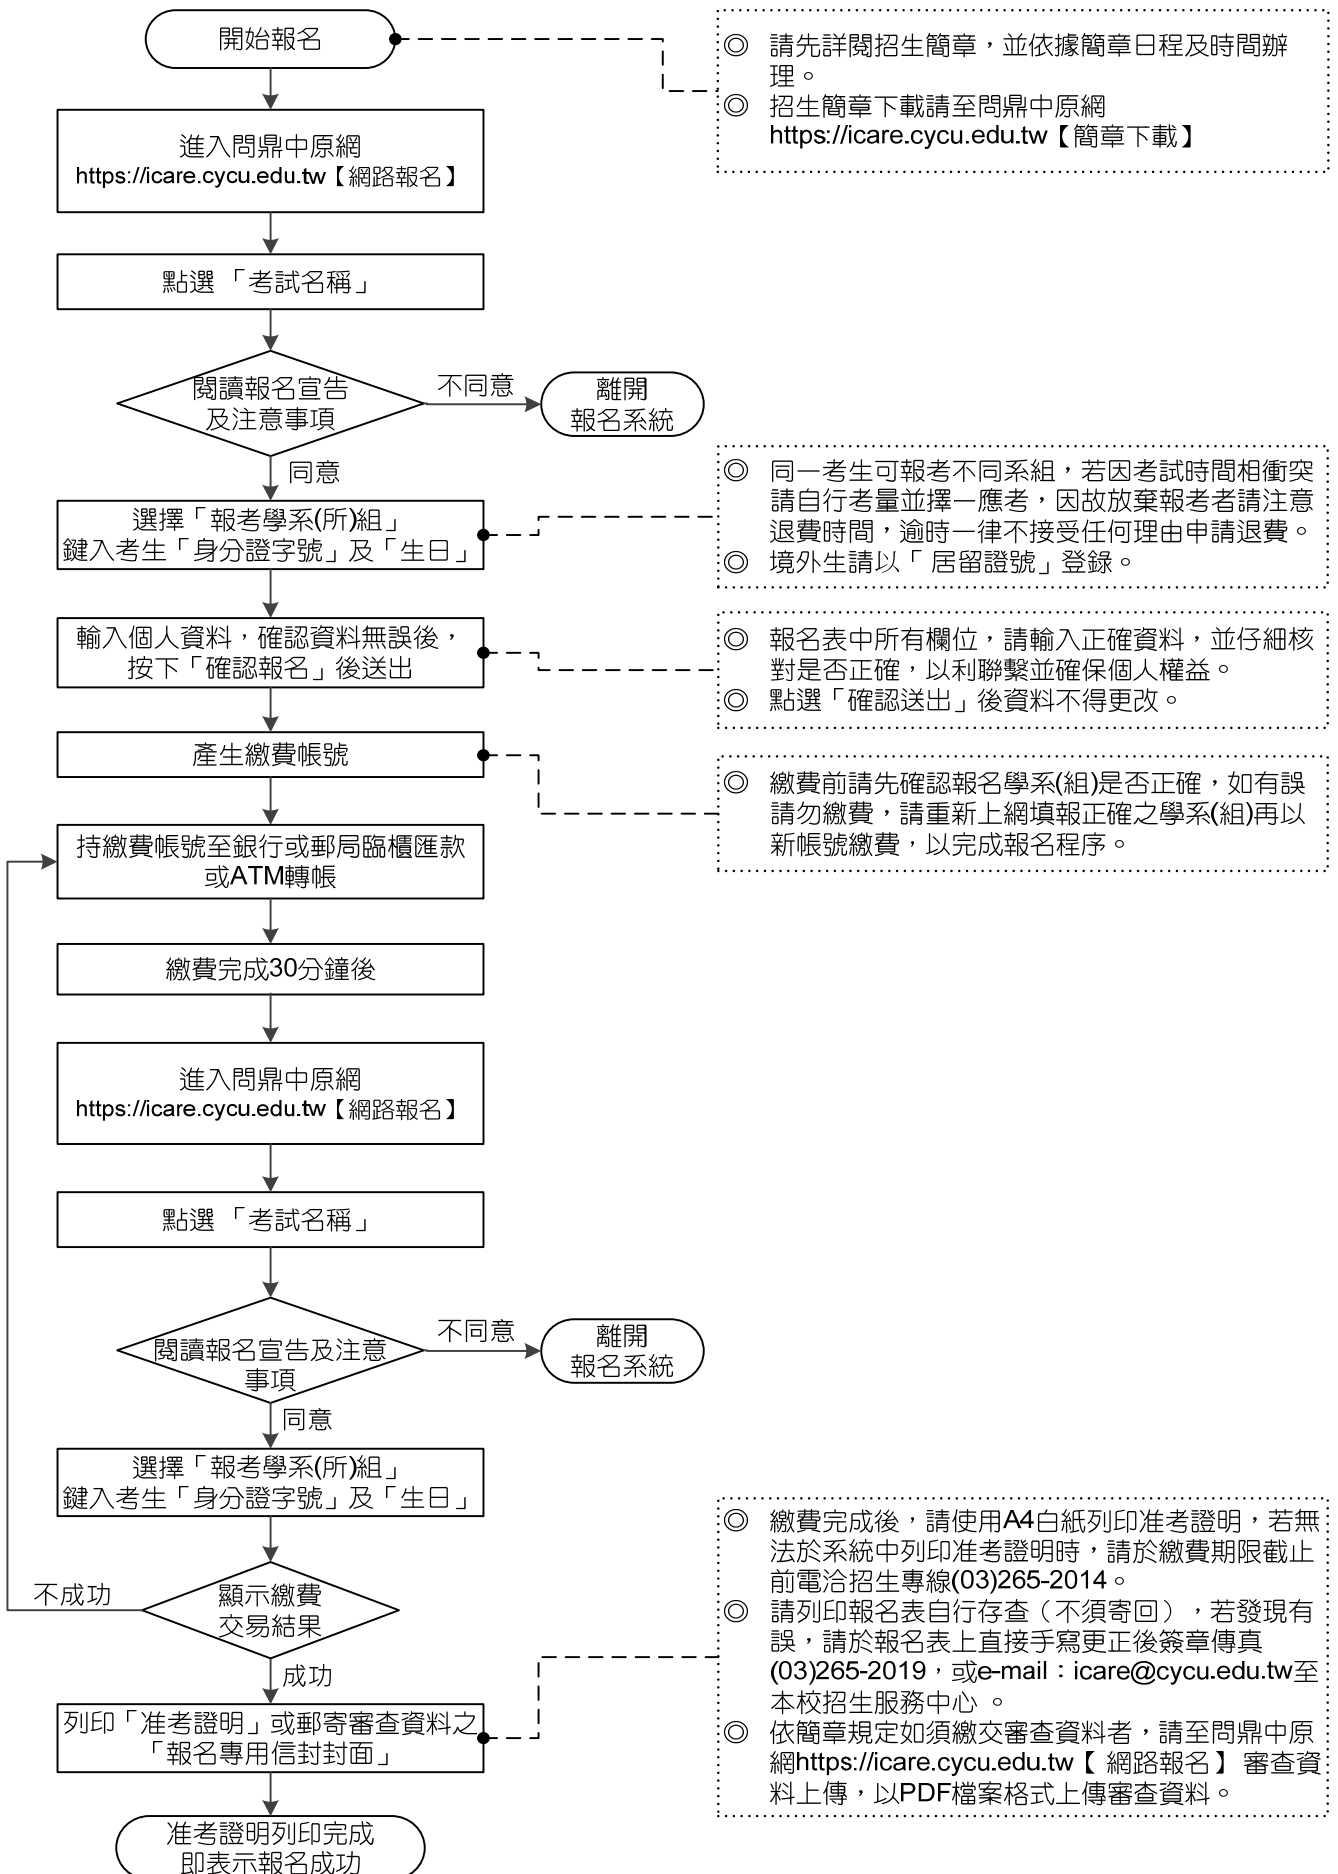 開始報名
◎ 請先詳閱招生簡章，並依據簡章日程及時間辦
理。
◎ 招生簡章下載請至問鼎中原網
https://icare.cycu.edu.tw【簡章下載】
進入問鼎中原網
https://icare.cycu.edu.tw【網路報名】
點選 「考試名稱」
閱讀報名宣告
及注意事項
不同意
離開
報名系統
同意
選擇「報考學系(所)組」
鍵入考生「身分證字號」及「生日」
◎ 同一考生可報考不同系組，若因考試時間相衝突
請自行考量並擇一應考，因故放棄報考者請注意
退費時間，逾時一律不接受任何理由申請退費。
◎ 境外生請以「 居留證號」登錄。
輸入個人資料，確認資料無誤後，
按下「確認報名」後送出
◎ 報名表中所有欄位，請輸入正確資料，並仔細核
對是否正確，以利聯繫並確保個人權益。
◎ 點選「確認送出」後資料不得更改。
產生繳費帳號
◎ 繳費前請先確認報名學系(組)是否正確，如有誤
請勿繳費，請重新上網填報正確之學系(組)再以
新帳號繳費，以完成報名程序。
持繳費帳號至銀行或郵局臨櫃匯款
或ATM轉帳
繳費完成30分鐘後
進入問鼎中原網
https://icare.cycu.edu.tw【網路報名】
點選 「考試名稱」
閱讀報名宣告及注意
事項
不同意
離開
報名系統
同意
選擇「報考學系(所)組」
鍵入考生「身分證字號」及「生日」
顯示繳費
交易結果
不成功
成功
列印「准考證明」或郵寄審查資料之
「報名專用信封封面」
◎ 繳費完成後，請使用A4白紙列印准考證明，若無
法於系統中列印准考證明時，請於繳費期限截止
前電洽招生專線(03)265-2014。
◎ 請列印報名表自行存查（不須寄回），若發現有
誤，請於報名表上直接手寫更正後簽章傳真
(03)265-2019，或e-mail：icare@cycu.edu.tw至
本校招生服務中心 。
◎ 依簡章規定如須繳交審查資料者，請至問鼎中原
網https://icare.cycu.edu.tw【 網路報名】 審查資
料上傳，以PDF檔案格式上傳審查資料。
准考證明列印完成
即表示報名成功